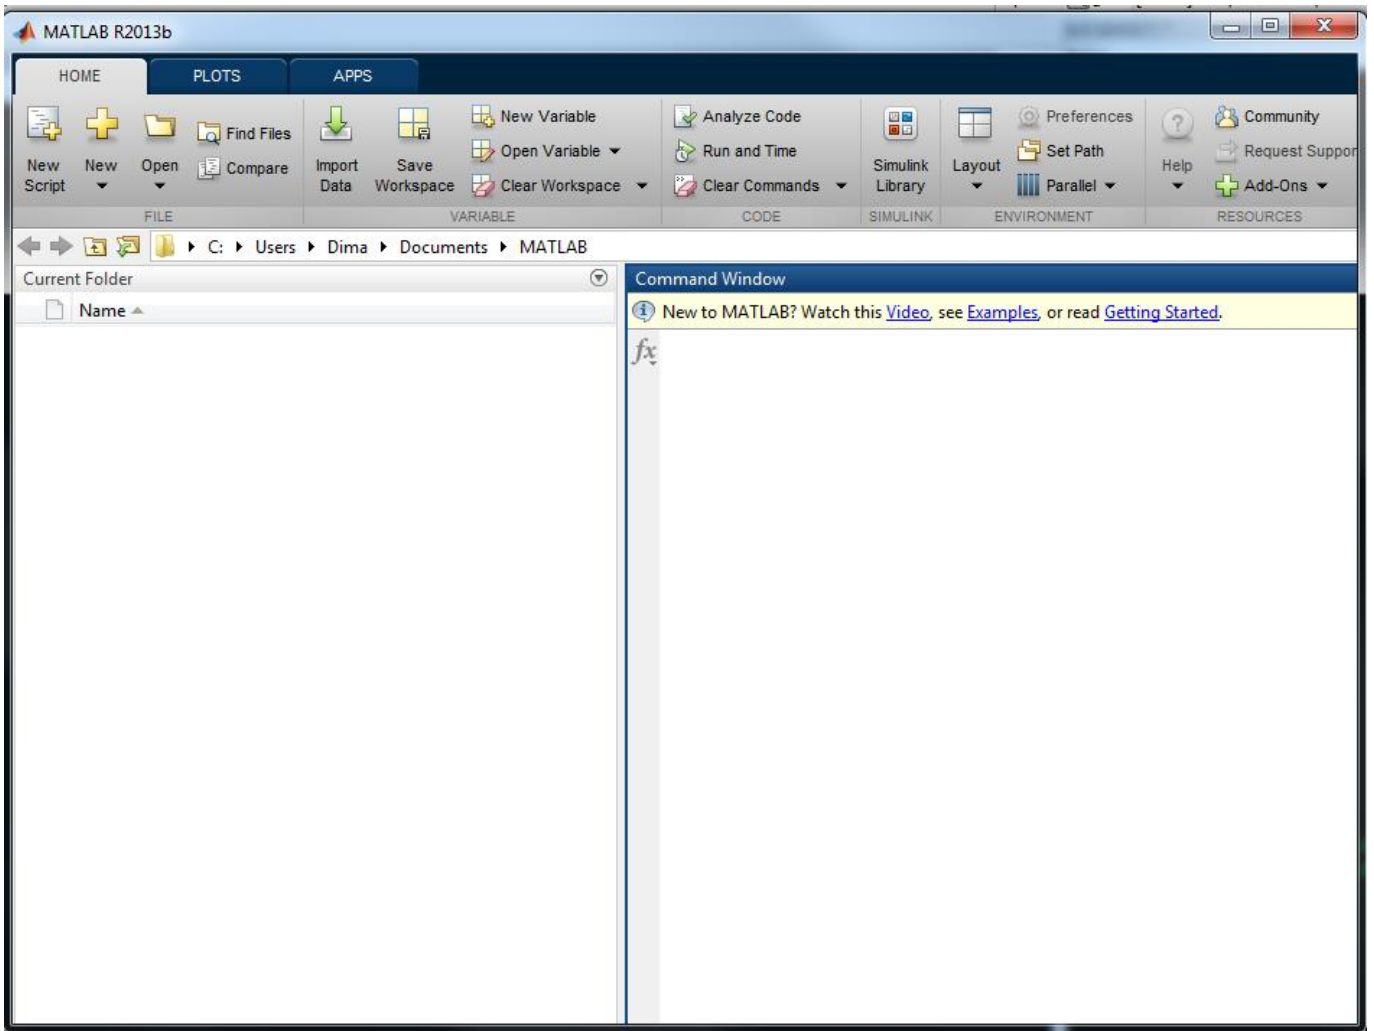 MATLAB R2013b
HOME PLOTS APPS
New Script
New
Open
Find Files
Compare
FILE
Import Data
Save Workspace
New Variable
Open Variable
Clear Workspace
VARIABLE
Analyze Code
Run and Time
Clear Commands
CODE
Simulink Library
SIMULINK
Layout
Preferences
Set Path
Parallel
ENVIRONMENT
Help
Community
Request Suppor
Add-Ons
RESOURCES
C: Users Dima Documents MATLAB
Current Folder
Name
Command Window
New to MATLAB? Watch this Video, see Examples, or read Getting Started.
fx